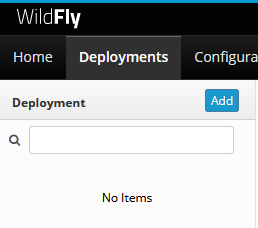 WildFly
Home Deployments Configura
Deployment Add
No Items